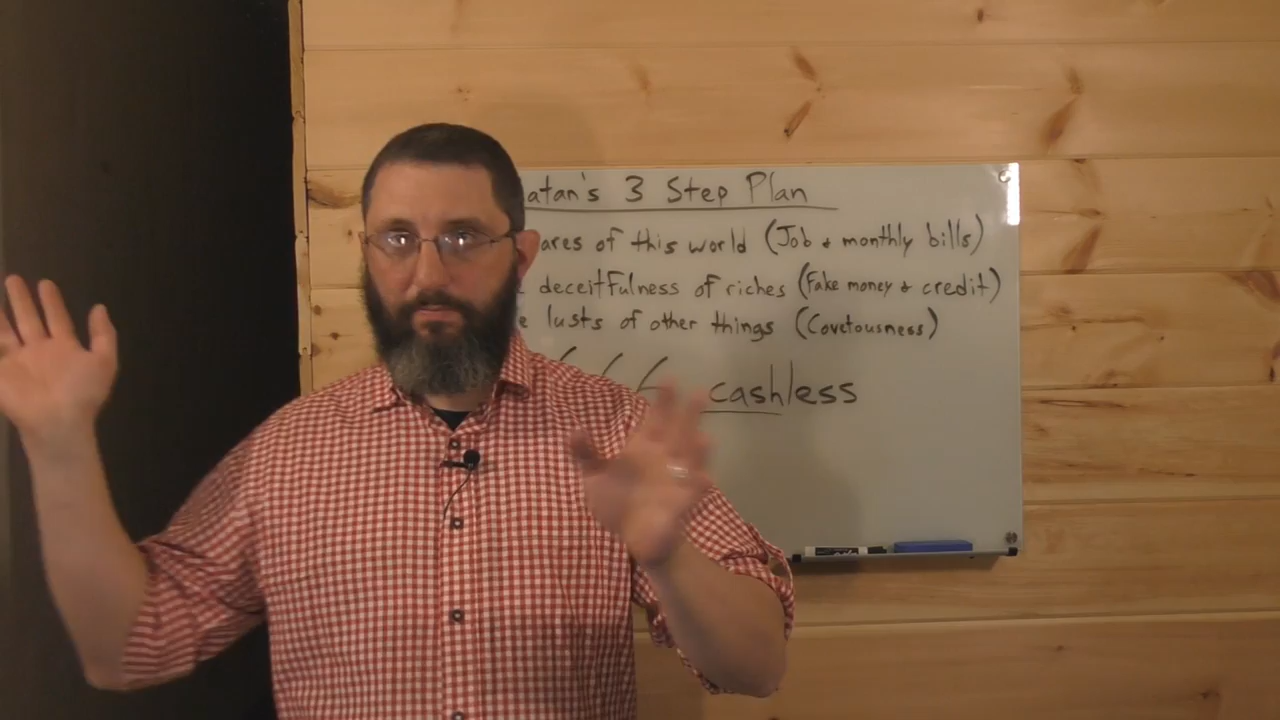 atan's 3 Step Plan
ares of this world (Job & monthly bills)
deceitfulness of riches (Fake money & credit)
e lusts of other things (Covetousness)
666 cashless